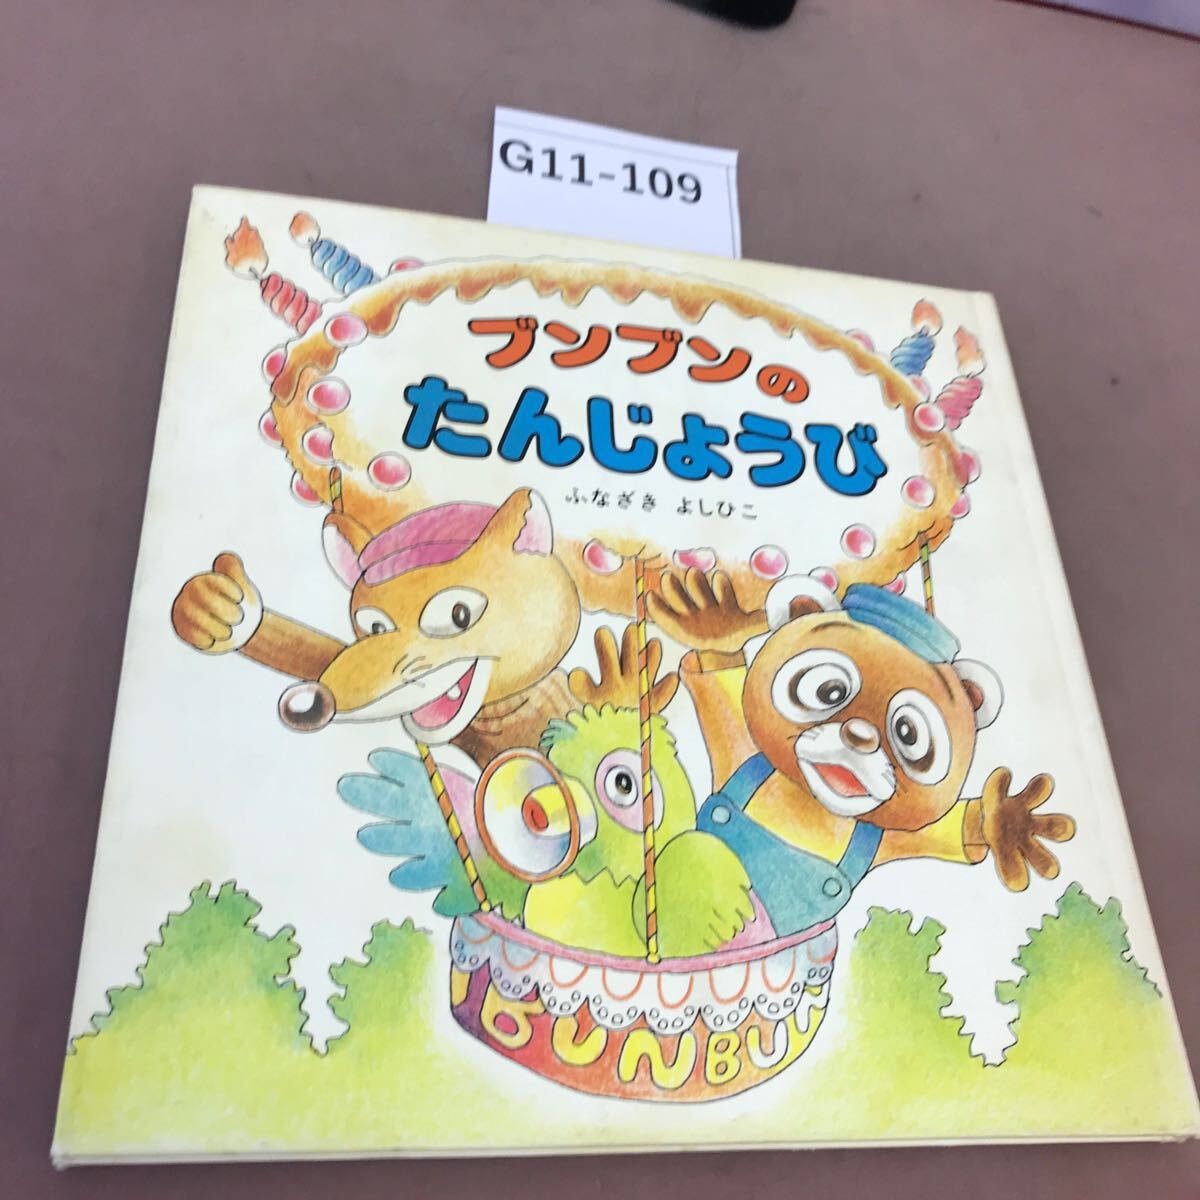 G11-109
ブンブンの
たんじょうび
ふなざき よしひこ
BUNBUN